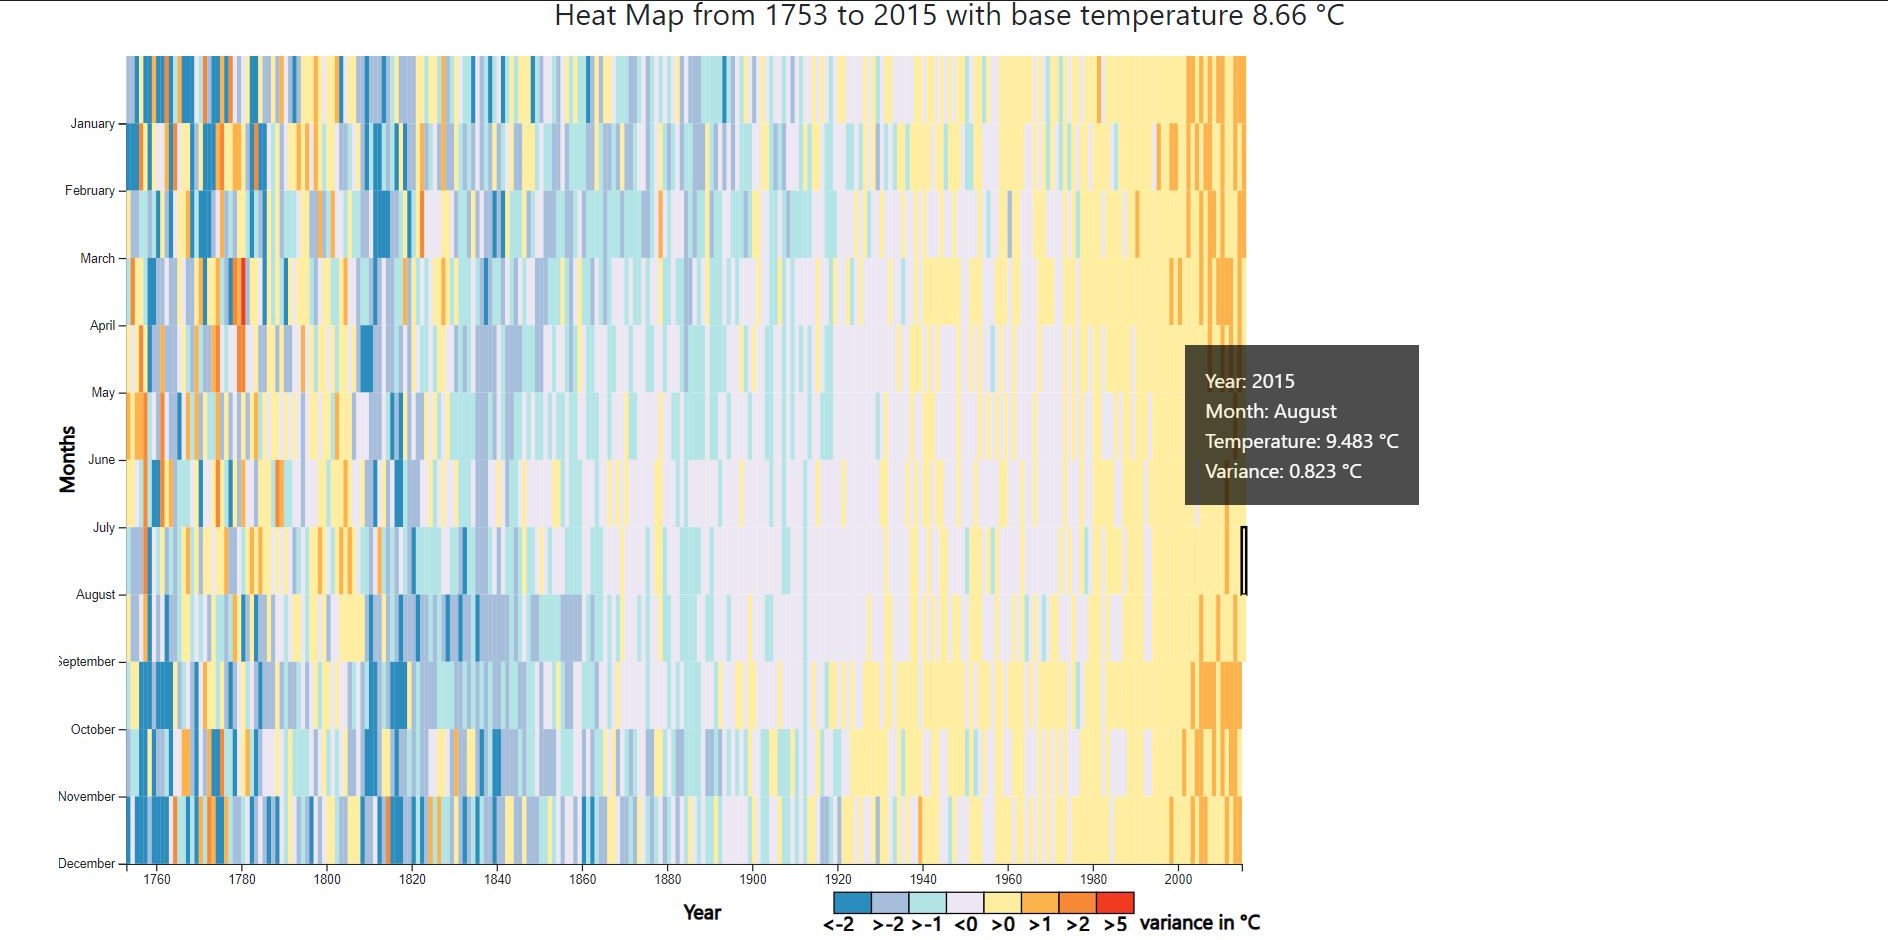 Heat Map from 1753 to 2015 with base temperature 8.66 °C
January
February
March
April
May
June
July
August
September
October
November
December
Months
Year: 2015
Month: August
Temperature: 9.483 °C
Variance: 0.823 °C
1760 1780 1800 1820 1840 1860 1880 1900 1920 1940 1960 1980 2000
Year
<-2 >-2 >-1 <0 >0 >1 >2 >5 variance in °C